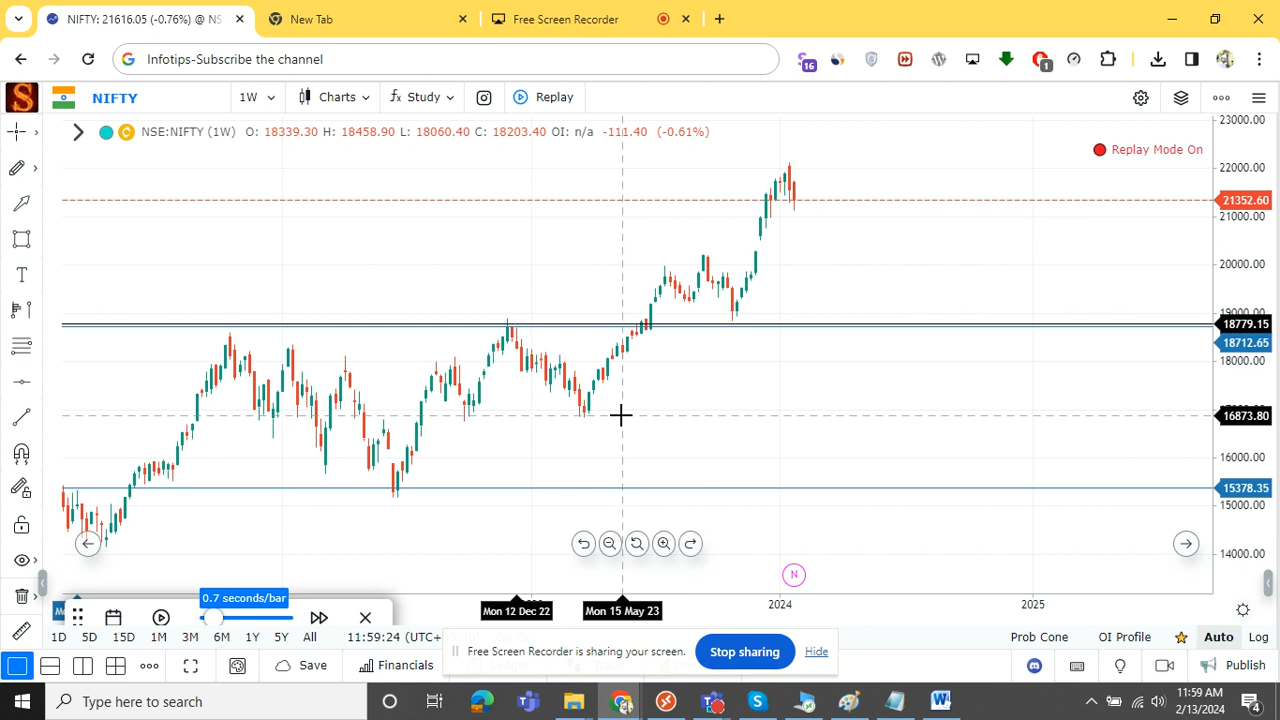 NIFTY: 21616.05 (-0.76%) @ NS
New Tab
Free Screen Recorder
Infotips-Subscribe the channel
16
1
S
NIFTY
1W
Charts
Study
Replay
NSE:NIFTY (1W) O: 18339.30 H: 18458.90 L: 18060.40 C: 18203.40 OI: n/a -111.40 (-0.61%)
Replay Mode On
23000.00
22000.00
21352.60
21000.00
20000.00
18779.15
18712.65
18000.00
16873.80
16000.00
15378.35
15000.00
14000.00
N
0.7 seconds/bar
Mon 12 Dec 22
Mon 15 May 23
2024
2025
1D 5D 15D 1M 3M 6M 1Y 5Y All 11:59:24 (UTC+
Prob Cone OI Profile Auto Log
Free Screen Recorder is sharing your screen. Stop sharing Hide
Save
Financials
Publish
Type here to search
11:59 AM
2/13/2024
4